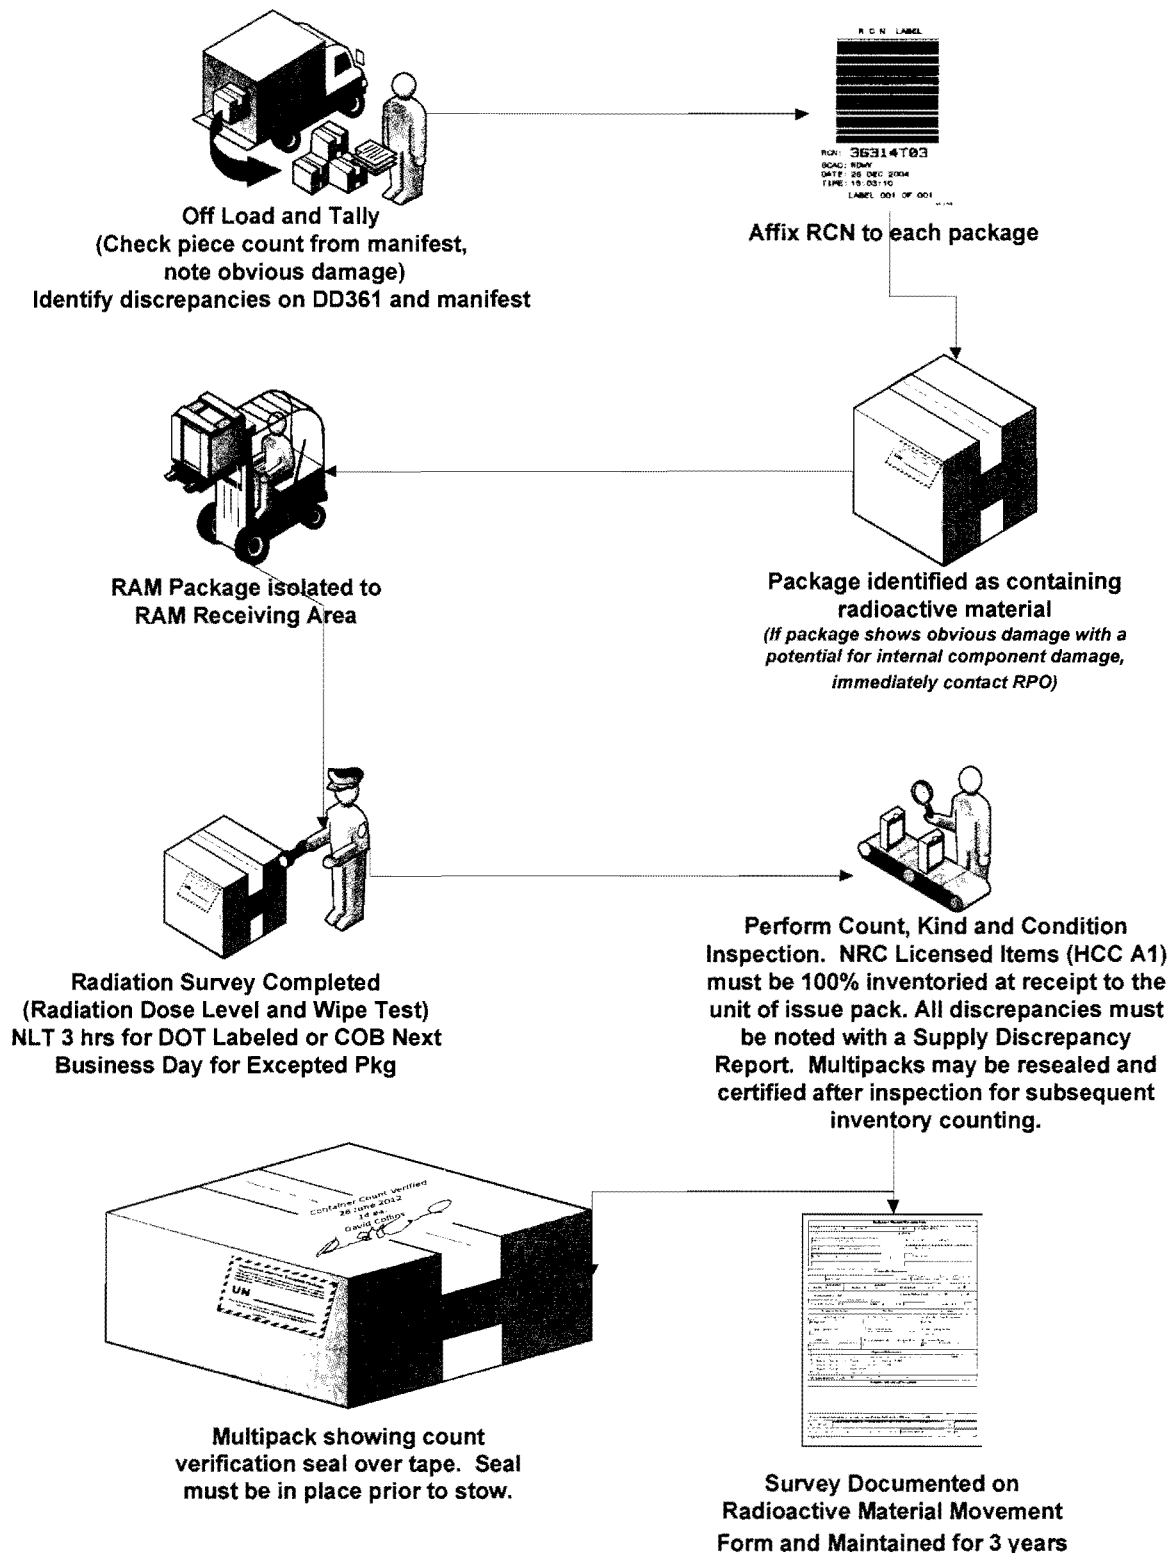 Off Load and Tally
(Check piece count from manifest,
note obvious damage)
Identify discrepancies on DD361 and manifest
RCN LABEL
RCN: 36314T03
DATE: 26 DEC 2004
TIME: 15:03:10
LABEL 001 OF 001
Affix RCN to each package
RAM Package isolated to
RAM Receiving Area
Package identified as containing
radioactive material
(If package shows obvious damage with a
potential for internal component damage,
immediately contact RPO)
Radiation Survey Completed
(Radiation Dose Level and Wipe Test)
NLT 3 hrs for DOT Labeled or COB Next
Business Day for Excepted Pkg
Perform Count, Kind and Condition
Inspection. NRC Licensed Items (HCC A1)
must be 100% inventoried at receipt to the
unit of issue pack. All discrepancies must
be noted with a Supply Discrepancy
Report. Multipacks may be resealed and
certified after inspection for subsequent
inventory counting.
Container Count Verified
26 June 2012
ea.
David Collins
UN
Multipack showing count
verification seal over tape. Seal
must be in place prior to stow.
Survey Documented on
Radioactive Material Movement
Form and Maintained for 3 years